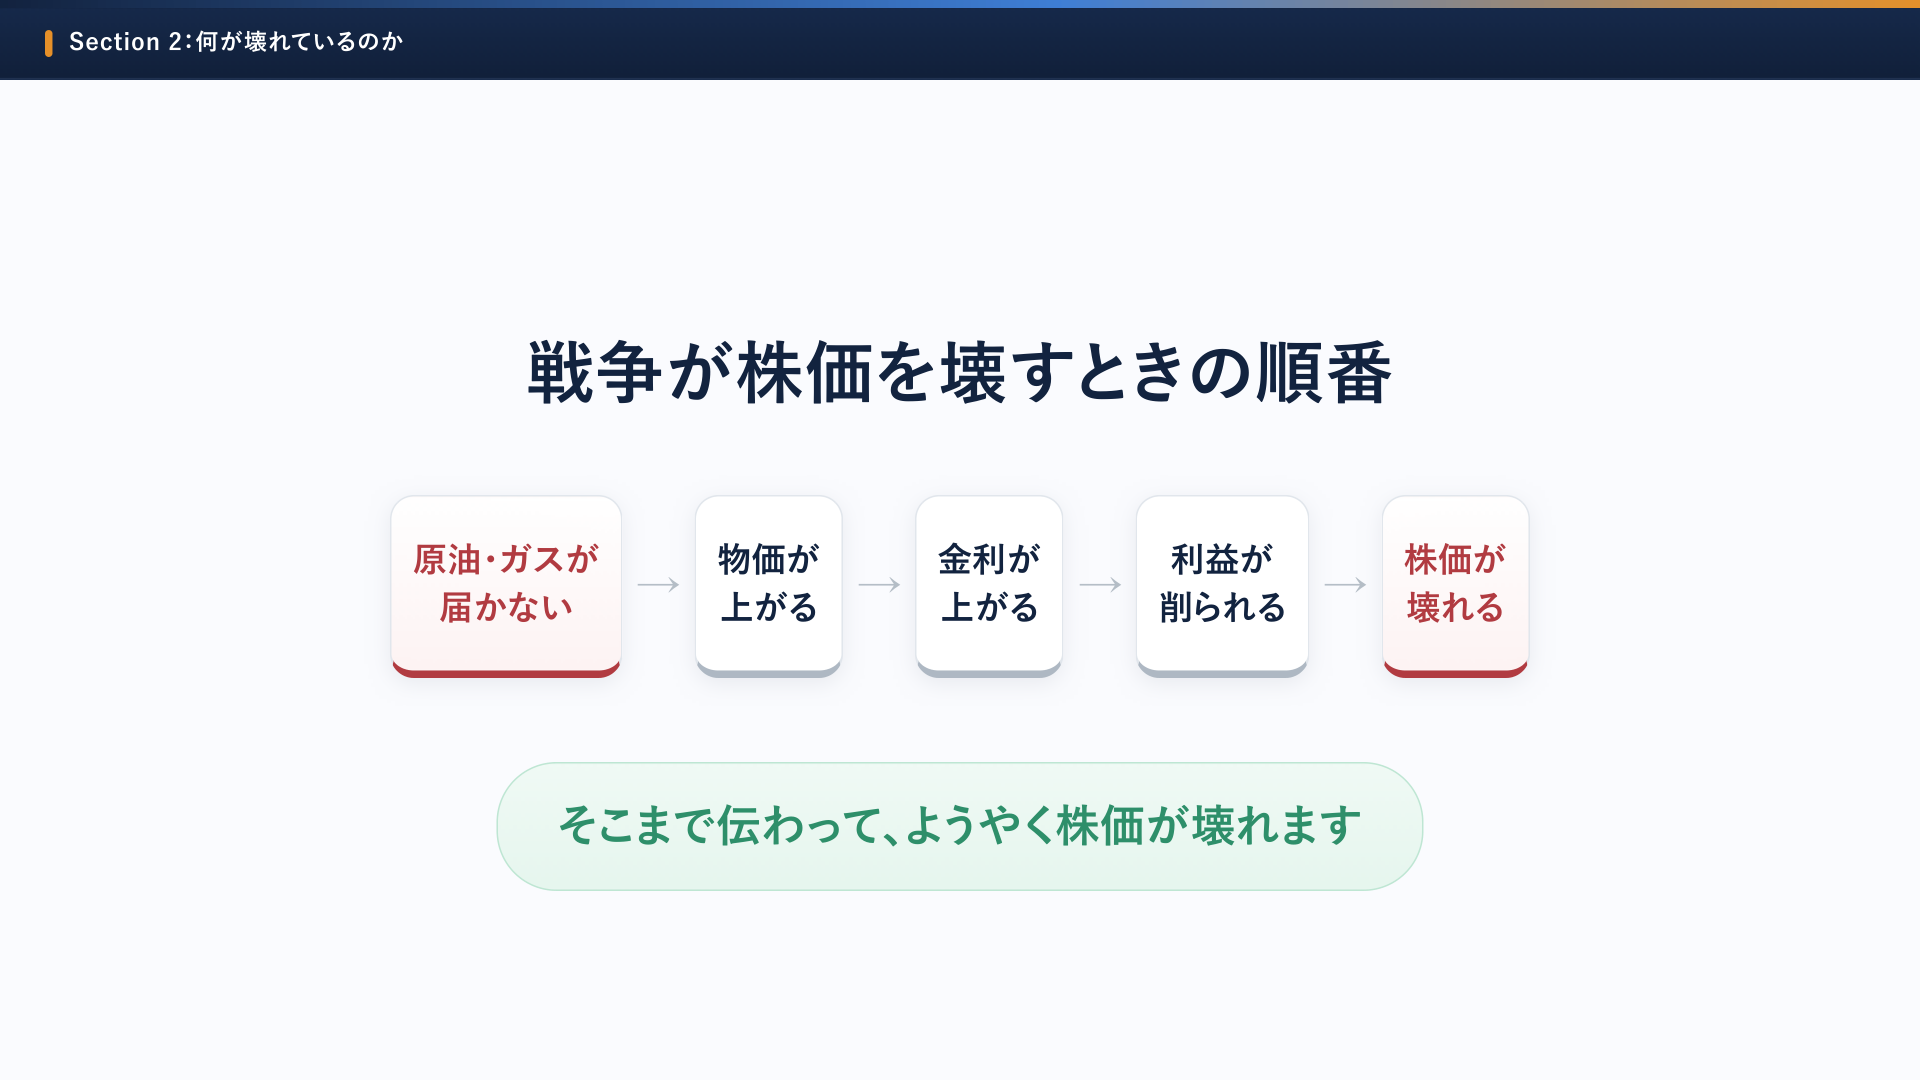 Section 2：何が壊れているのか
戦争が株価を壊すときの順番
原油・ガスが
届かない
→
物価が
上がる
→
金利が
上がる
→
利益が
削られる
→
株価が
壊れる
そこまで伝わって、ようやく株価が壊れます